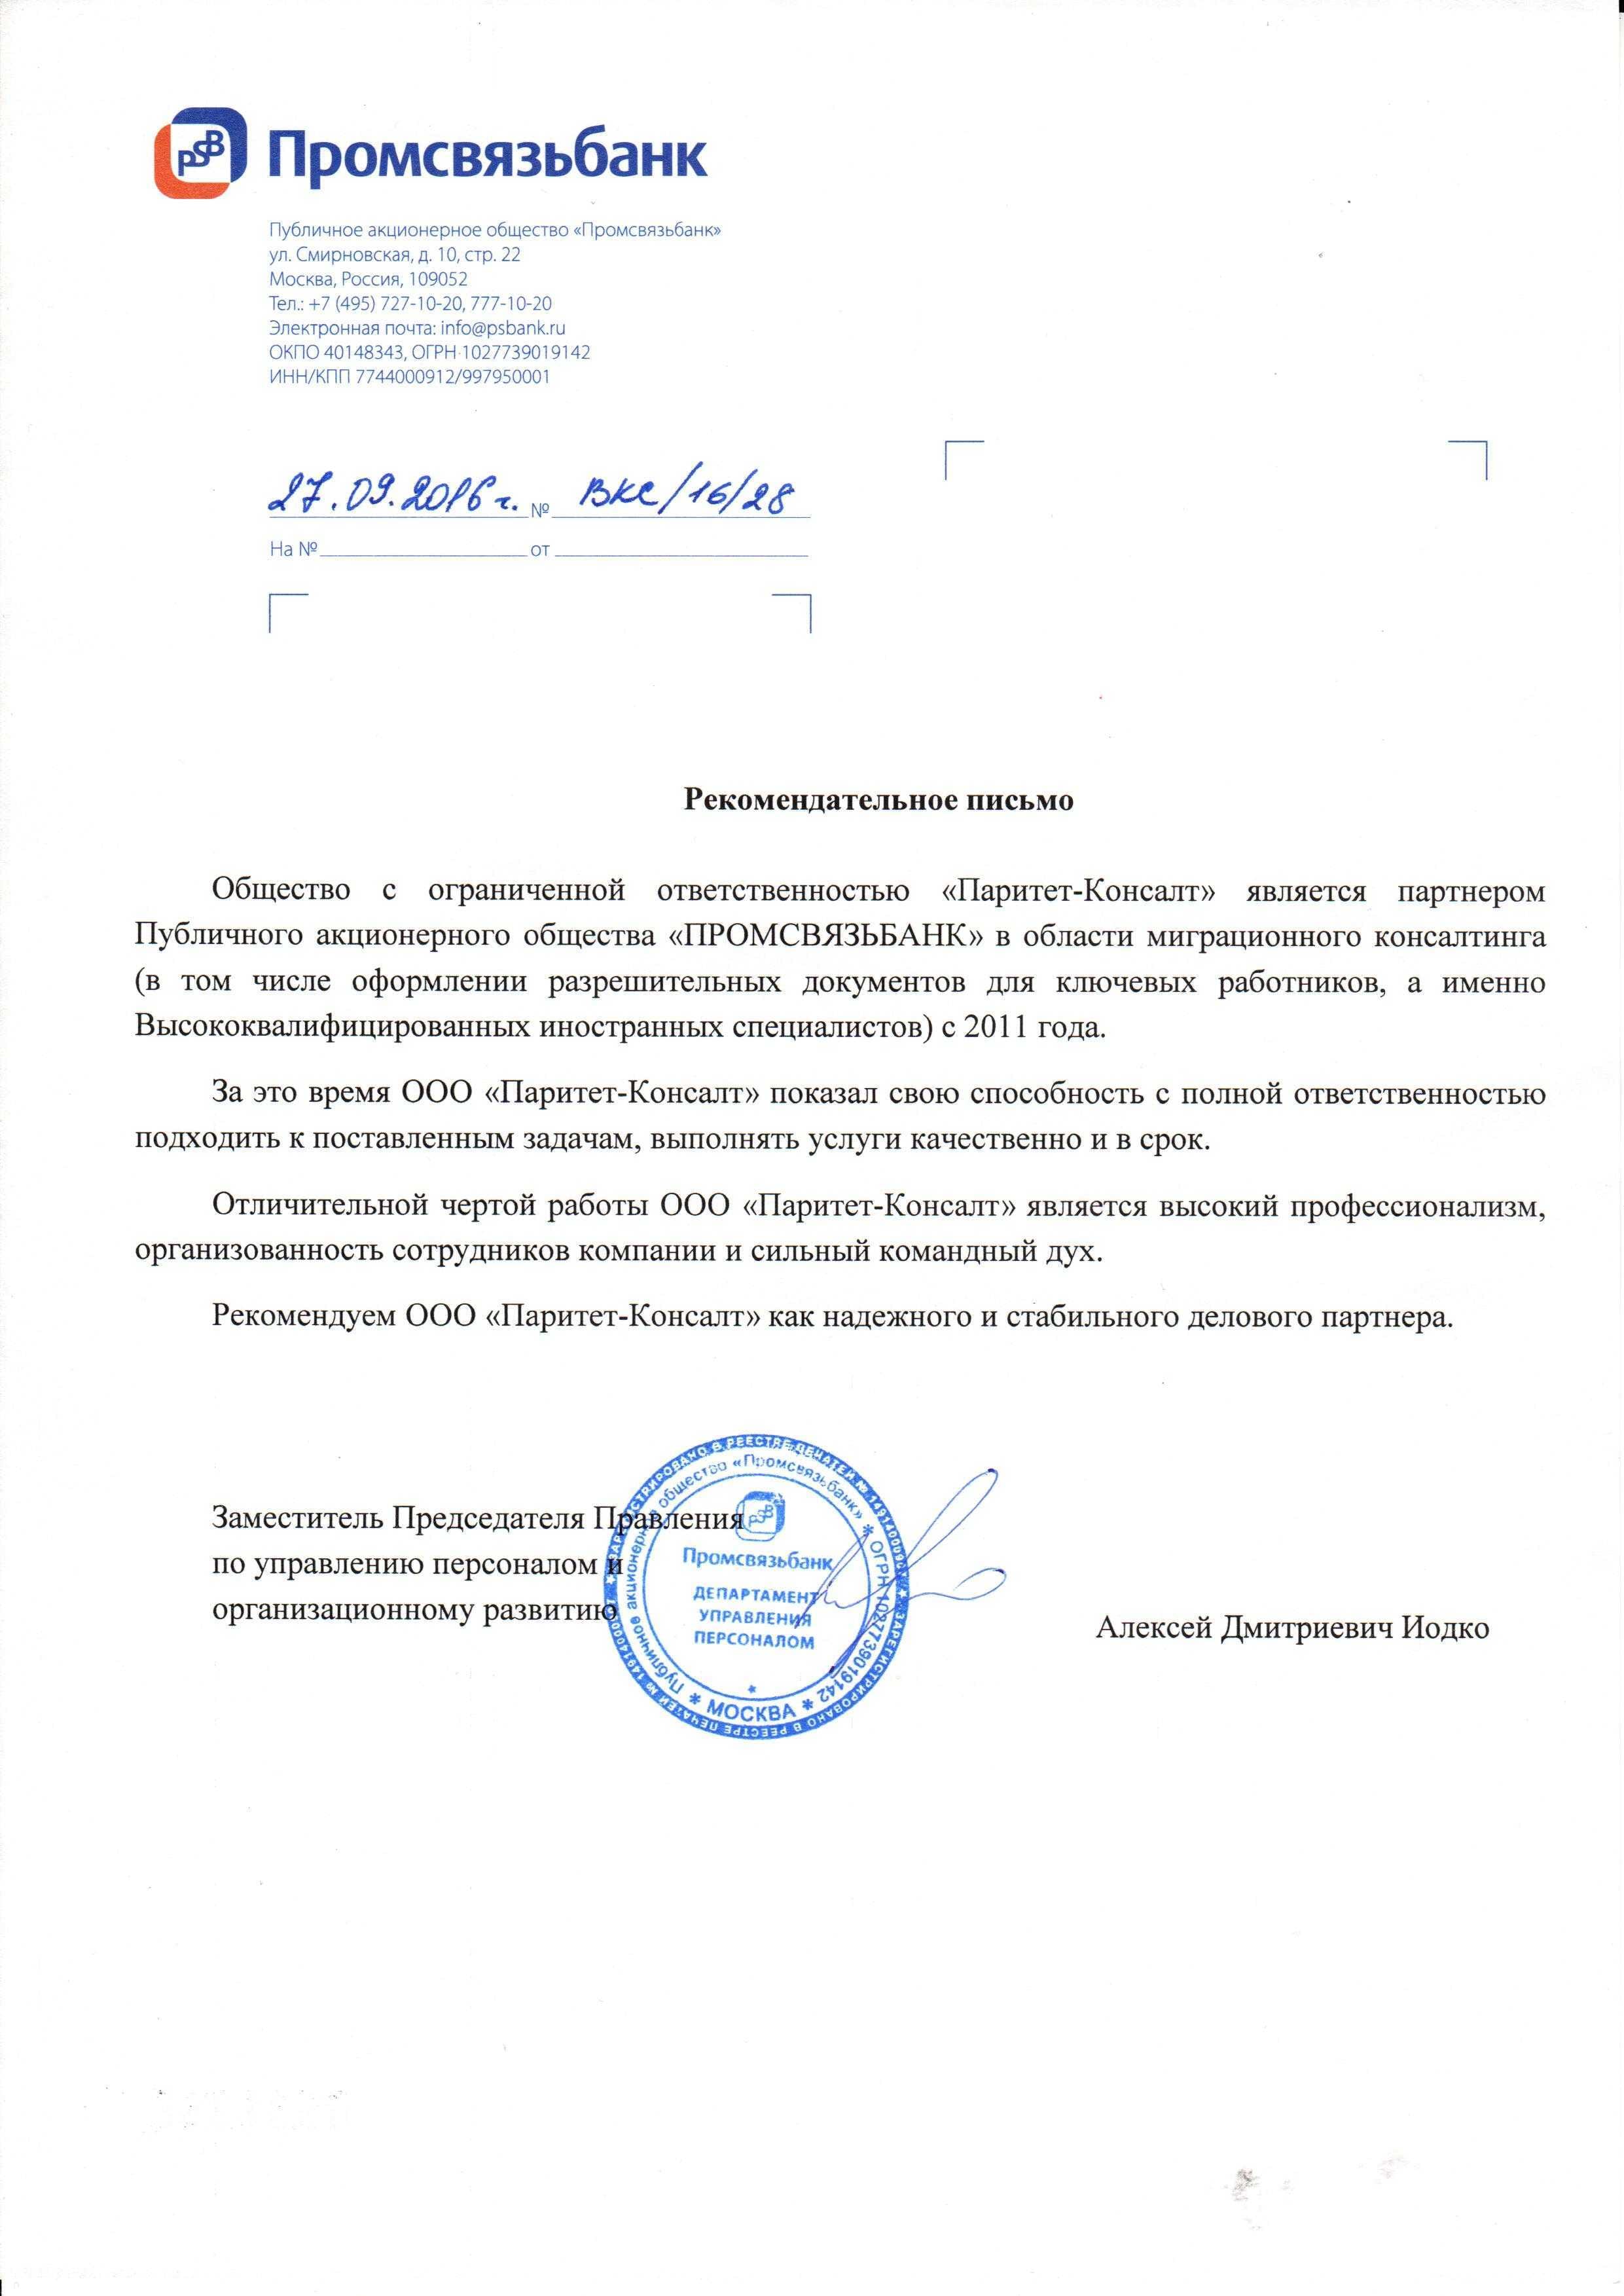 PSB Промсвязьбанк
Публичное акционерное общество «Промсвязьбанк»
ул. Смирновская, д. 10, стр. 22
Москва, Россия, 109052
Тел.: +7 (495) 727-10-20, 777-10-20
Электронная почта: info@psbank.ru
ОКПО 40148343, ОГРН 1027739019142
ИНН/КПП 7744000912/997950001
27.09.2016 г. № ВКС/16/28
На № от
Рекомендательное письмо
Общество с ограниченной ответственностью «Паритет-Консалт» является партнером
Публичного акционерного общества «ПРОМСВЯЗЬБАНК» в области миграционного консалтинга
(в том числе оформлении разрешительных документов для ключевых работников, а именно
Высококвалифицированных иностранных специалистов) с 2011 года.
За это время ООО «Паритет-Консалт» показал свою способность с полной ответственностью
подходить к поставленным задачам, выполнять услуги качественно и в срок.
Отличительной чертой работы ООО «Паритет-Консалт» является высокий профессионализм,
организованность сотрудников компании и сильный командный дух.
Рекомендуем ООО «Паритет-Консалт» как надежного и стабильного делового партнера.
Заместитель Председателя Правления
по управлению персоналом и
организационному развитию
Алексей Дмитриевич Иодко
ЗАРЕГИСТРИРОВАНО В РЕЕСТРЕ ПЕЧАТЕЙ №
Публичное акционерное общество «Промсвязьбанк» * ОГРН 1027739019142 * МОСКВА *
PSB
Промсвязьбанк
ДЕПАРТАМЕНТ
УПРАВЛЕНИЯ
ПЕРСОНАЛОМ